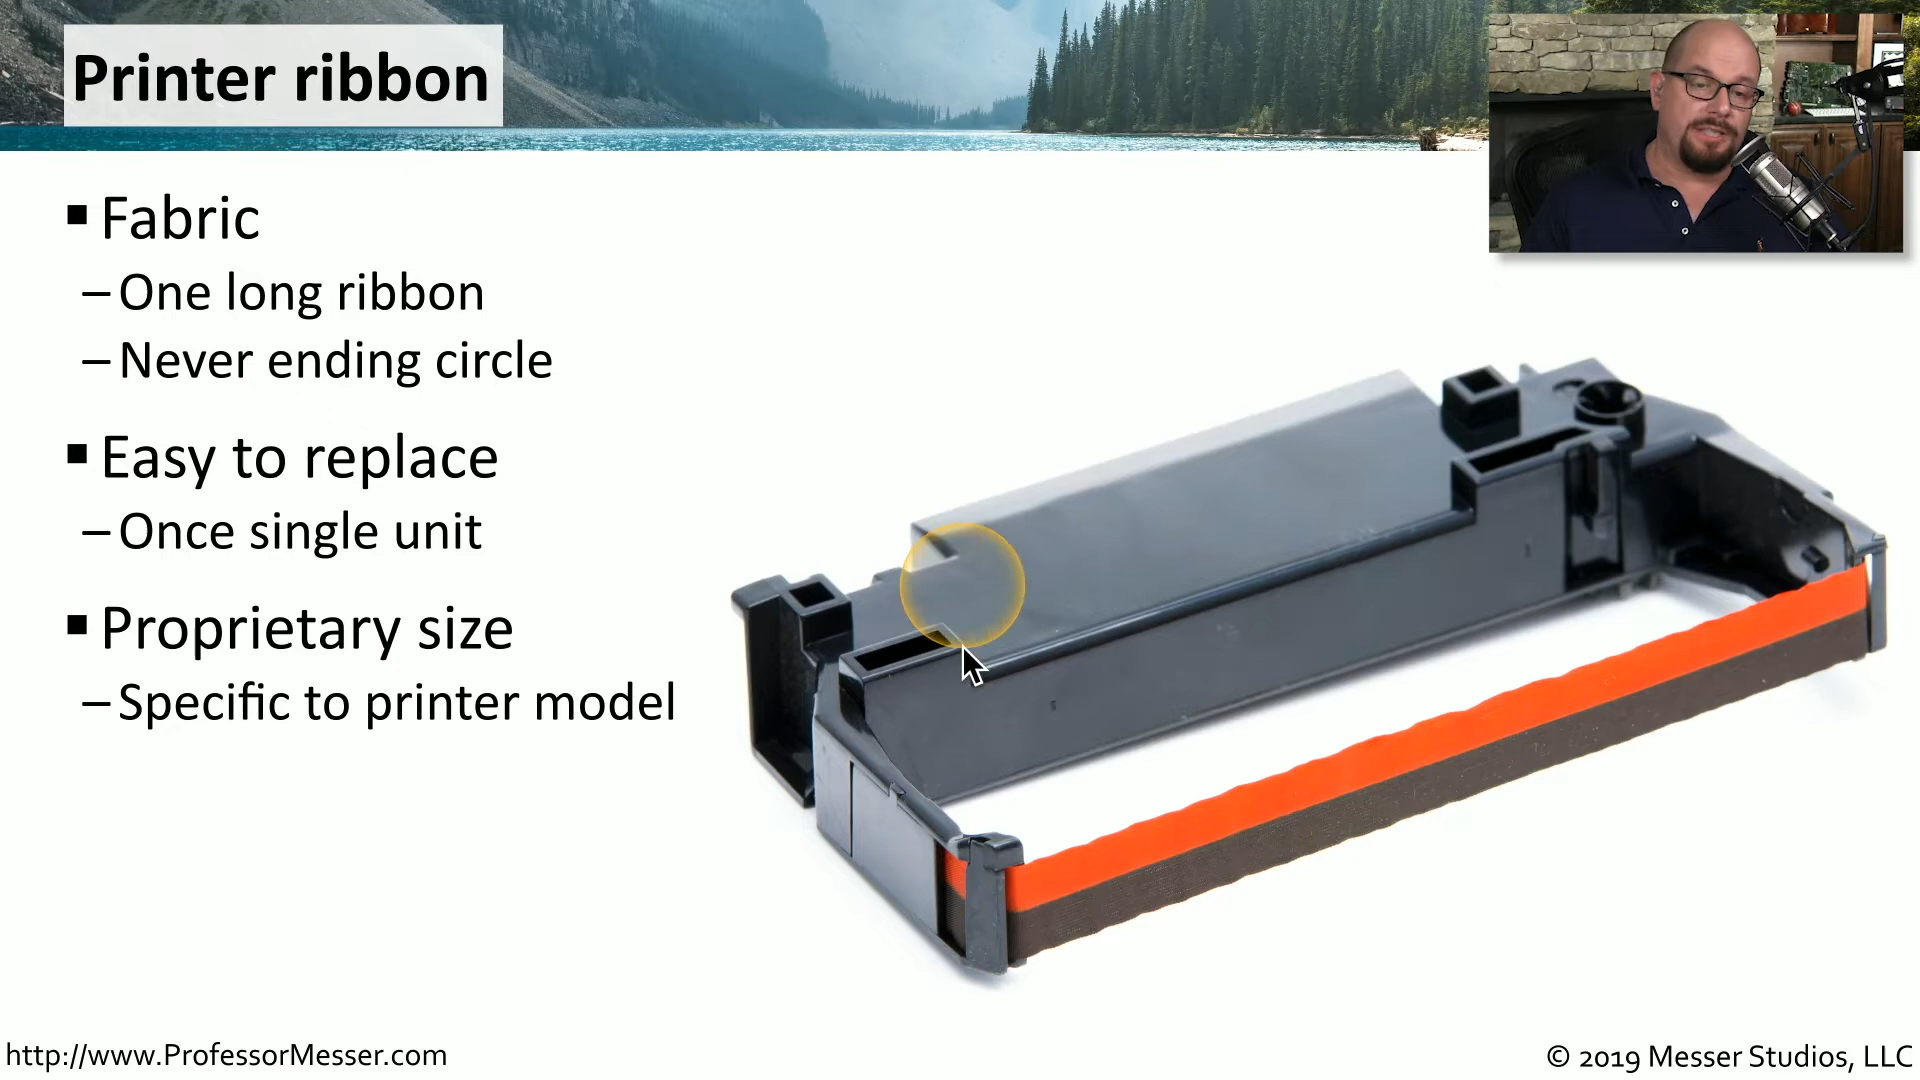 Printer ribbon
▪ Fabric
– One long ribbon
– Never ending circle
▪ Easy to replace
– Once single unit
▪ Proprietary size
– Specific to printer model
http://www.ProfessorMesser.com
© 2019 Messer Studios, LLC